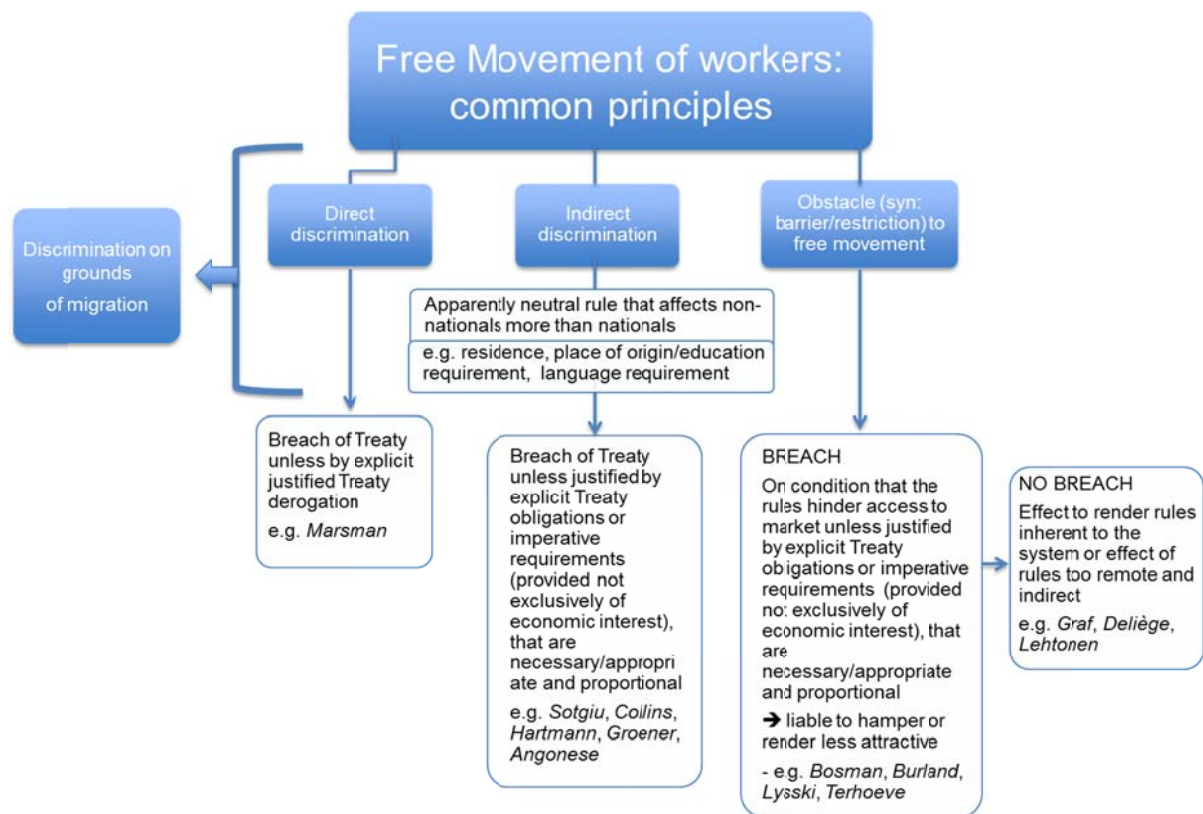 Free Movement of workers:
common principles
Discrimination on
grounds
of migration
Direct
discrimination
Indirect
discrimination
Obstacle (syn:
barrier/restriction) to
free movement
Apparently neutral rule that affects non-
nationals more than nationals
e.g. residence, place of origin/education
requirement, language requirement
Breach of Treaty
unless by explicit
justified Treaty
derogation
e.g. Marsman
Breach of Treaty
unless justified by
explicit Treaty
obligations or
imperative
requirements
(provided not
exclusively of
economic interest),
that are
necessary/appropri
ate and proportional
e.g. Sotgiu, Collins,
Hartmann, Groener,
Angonese
BREACH
On condition that the
rules hinder access to
market unless justified
by explicit Treaty
obligations or imperative
requirements (provided
not exclusively of
economic interest), that
are
necessary/appropriate
and proportional
➔ liable to hamper or
render less attractive
- e.g. Bosman, Burland,
Lysski, Terhoeve
NO BREACH
Effect to render rules
inherent to the
system or effect of
rules too remote and
indirect
e.g. Graf, Deliège,
Lehtonen